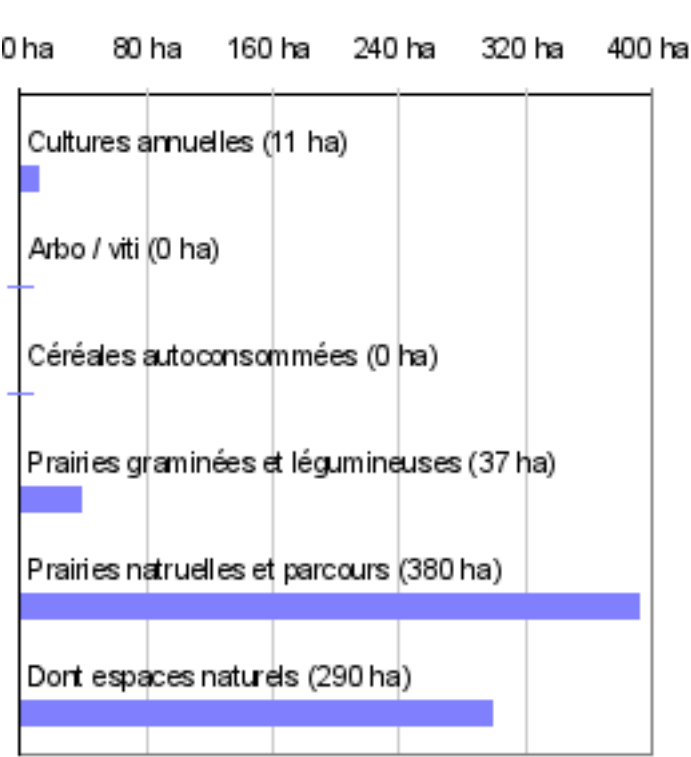 0 ha 80 ha 160 ha 240 ha 320 ha 400 ha
Cultures annuelles (11 ha)
Arbo / viti (0 ha)
Céréales autoconsommées (0 ha)
Prairies graminées et légumineuses (37 ha)
Prairies natruelles et parcours (380 ha)
Dont espaces naturels (290 ha)